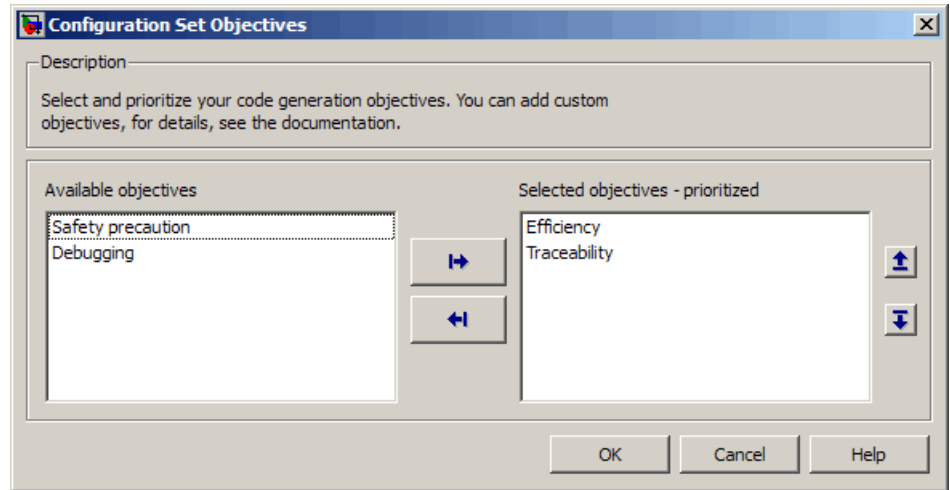 Configuration Set Objectives
Description
Select and prioritize your code generation objectives. You can add custom
objectives, for details, see the documentation.
Available objectives
Safety precaution
Debugging
Selected objectives - prioritized
Efficiency
Traceability
OK
Cancel
Help